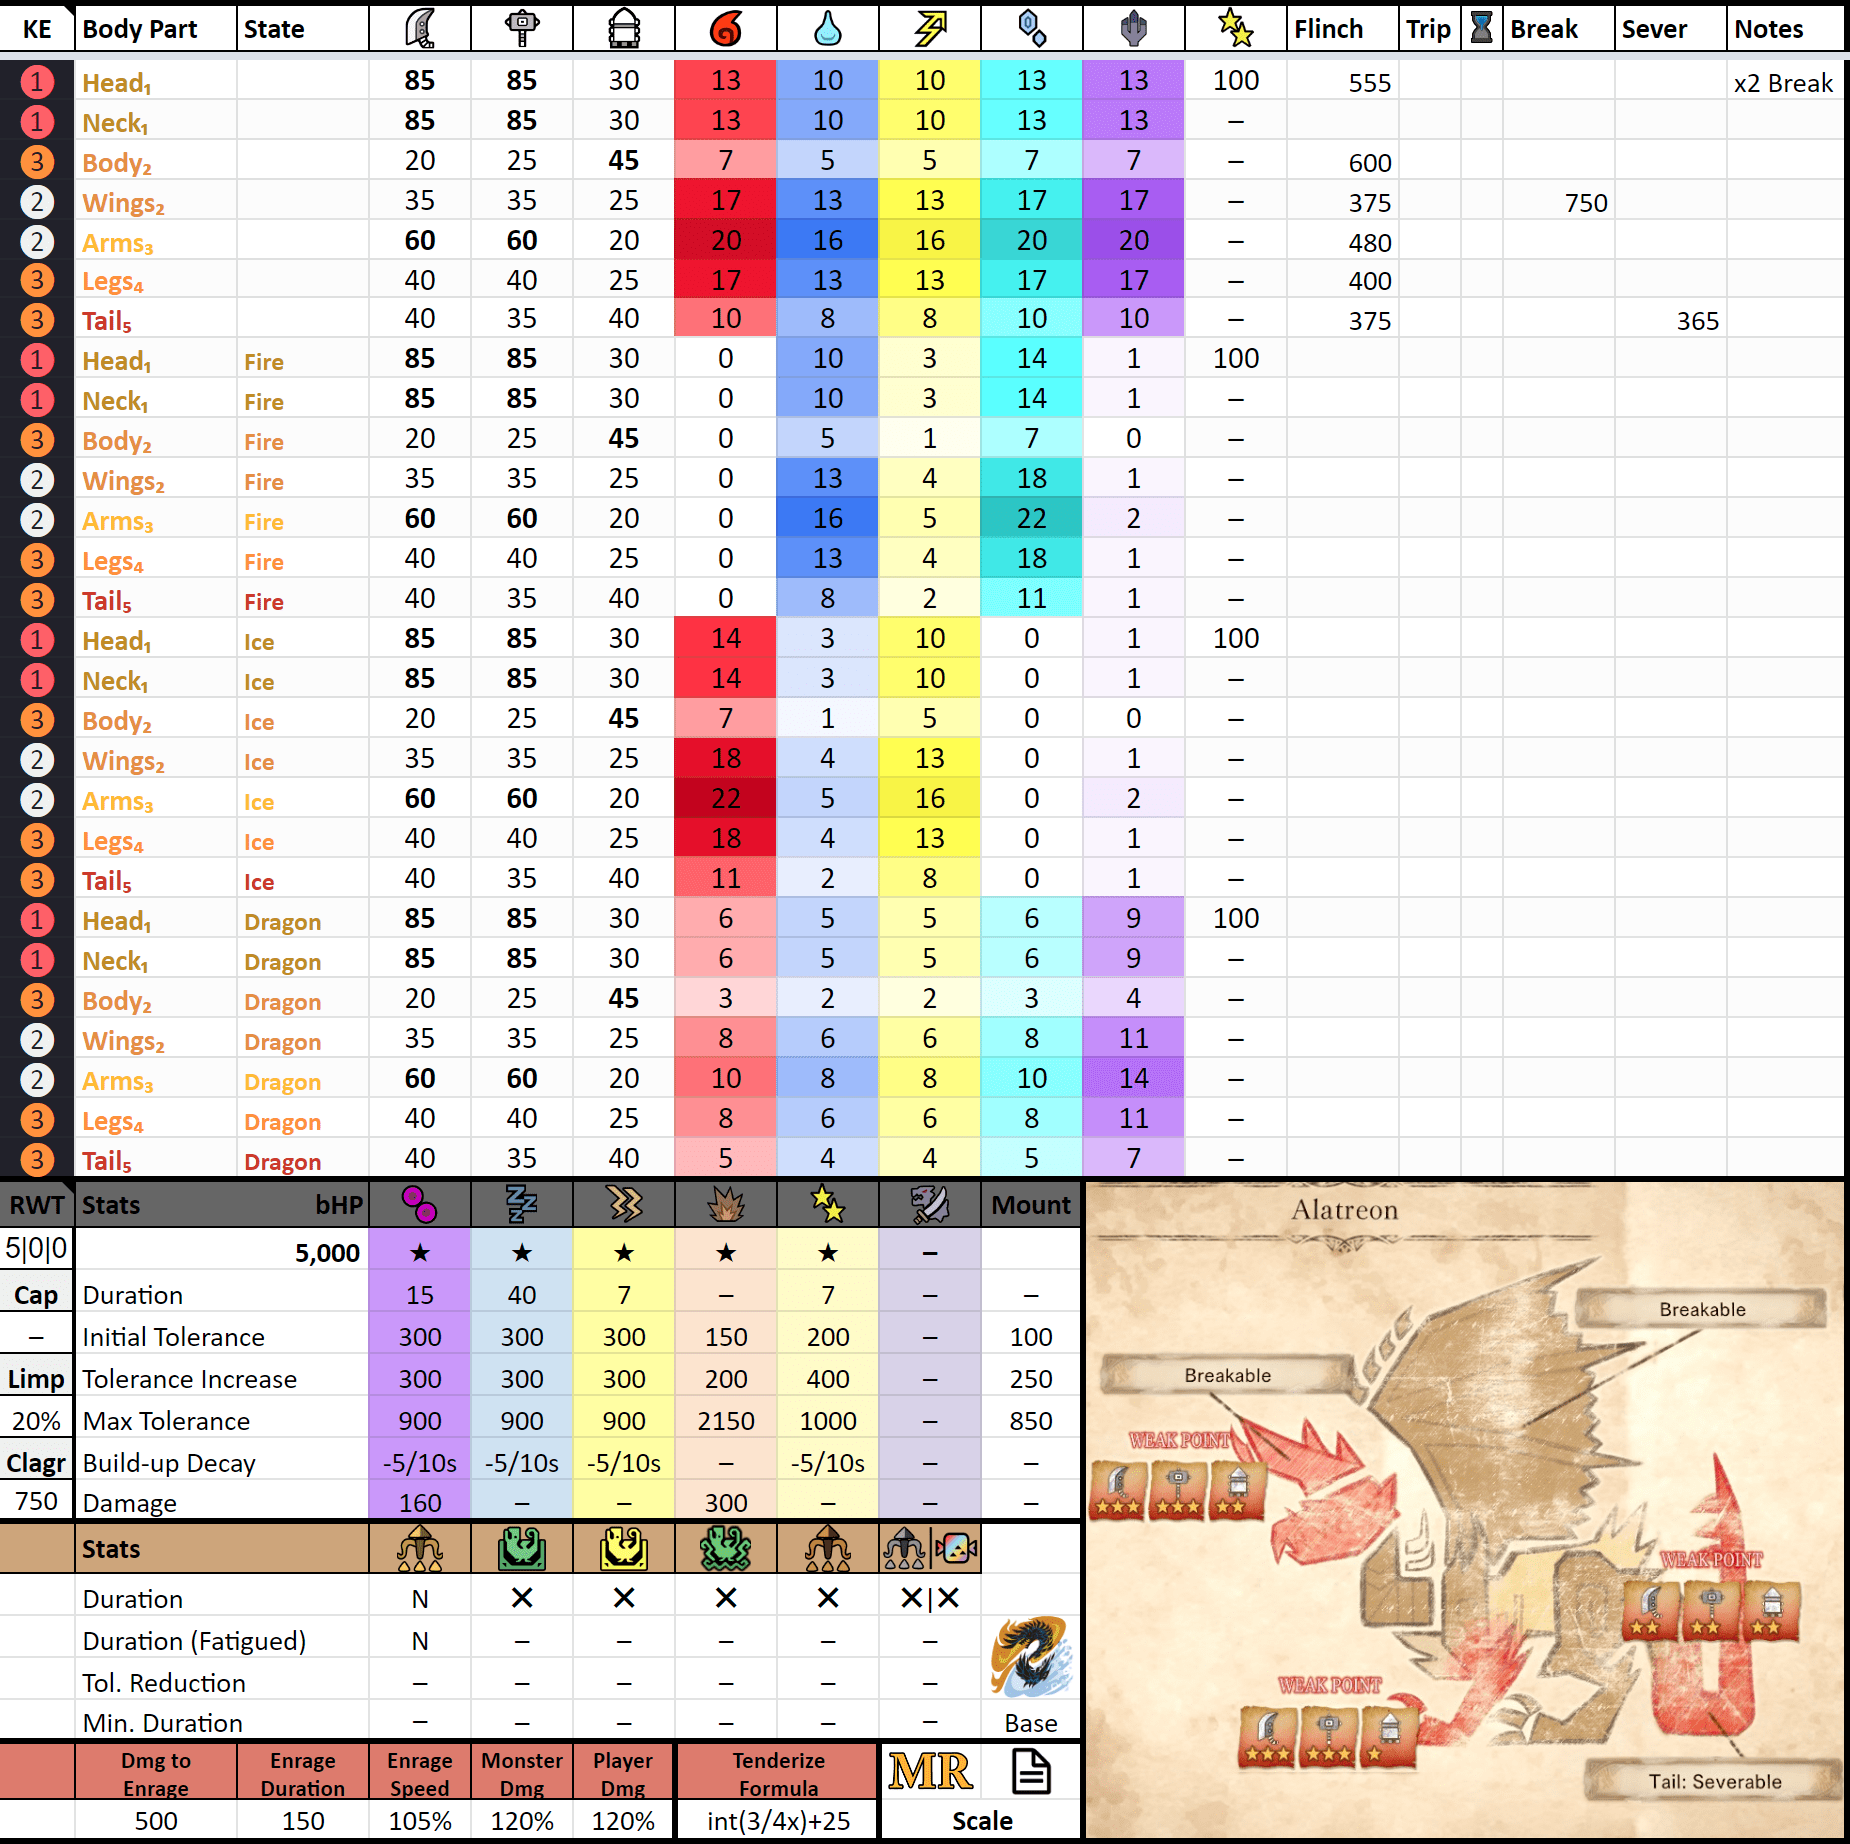 KE Body Part State Flinch Trip Break Sever Notes
1 Head₁ 85 85 30 13 10 10 13 13 100 555 x2 Break
1 Neck₁ 85 85 30 13 10 10 13 13 –
3 Body₂ 20 25 45 7 5 5 7 7 – 600
2 Wings₂ 35 35 25 17 13 13 17 17 – 375 750
2 Arms₃ 60 60 20 20 16 16 20 20 – 480
3 Legs₄ 40 40 25 17 13 13 17 17 – 400
3 Tail₅ 40 35 40 10 8 8 10 10 – 375 365
1 Head₁ Fire 85 85 30 0 10 3 14 1 100
1 Neck₁ Fire 85 85 30 0 10 3 14 1 –
3 Body₂ Fire 20 25 45 0 5 1 7 0 –
2 Wings₂ Fire 35 35 25 0 13 4 18 1 –
2 Arms₃ Fire 60 60 20 0 16 5 22 2 –
3 Legs₄ Fire 40 40 25 0 13 4 18 1 –
3 Tail₅ Fire 40 35 40 0 8 2 11 1 –
1 Head₁ Ice 85 85 30 14 3 10 0 1 100
1 Neck₁ Ice 85 85 30 14 3 10 0 1 –
3 Body₂ Ice 20 25 45 7 1 5 0 0 –
2 Wings₂ Ice 35 35 25 18 4 13 0 1 –
2 Arms₃ Ice 60 60 20 22 5 16 0 2 –
3 Legs₄ Ice 40 40 25 18 4 13 0 1 –
3 Tail₅ Ice 40 35 40 11 2 8 0 1 –
1 Head₁ Dragon 85 85 30 6 5 5 6 9 100
1 Neck₁ Dragon 85 85 30 6 5 5 6 9 –
3 Body₂ Dragon 20 25 45 3 2 2 3 4 –
2 Wings₂ Dragon 35 35 25 8 6 6 8 11 –
2 Arms₃ Dragon 60 60 20 10 8 8 10 14 –
3 Legs₄ Dragon 40 40 25 8 6 6 8 11 –
3 Tail₅ Dragon 40 35 40 5 4 4 5 7 –
RWT Stats bHP Mount
5|0|0 5,000 ★ ★ ★ ★ ★ –
Cap Duration 15 40 7 – 7 – –
– Initial Tolerance 300 300 300 150 200 – 100
Limp Tolerance Increase 300 300 300 200 400 – 250
20% Max Tolerance 900 900 900 2150 1000 – 850
Clagr Build-up Decay -5/10s -5/10s -5/10s – -5/10s – –
750 Damage 160 – – 300 – – –
Stats
Duration N ✕ ✕ ✕ ✕ ✕|✕
Duration (Fatigued) N – – – – –
Tol. Reduction – – – – – –
Min. Duration – – – – – – Base
Dmg to Enrage Enrage Duration Enrage Speed Monster Dmg Player Dmg Tenderize Formula MR
500 150 105% 120% 120% int(3/4x)+25 Scale
Alatreon
Breakable
Breakable
WEAK POINT
★★★ ★★★ ★★
WEAK POINT
★★ ★★ ★★
WEAK POINT
★★★ ★★★ ★
Tail: Severable